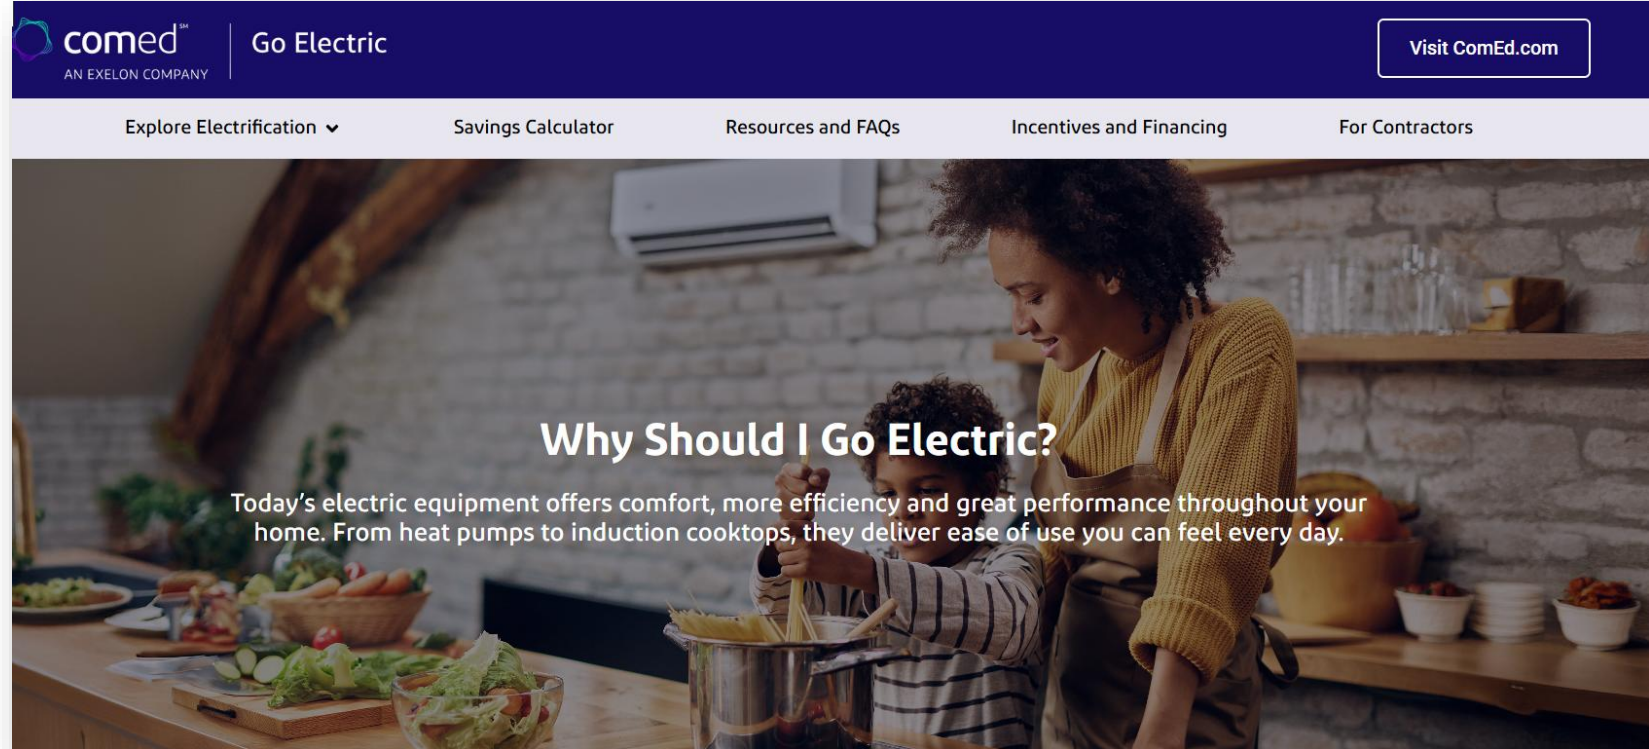 comed℠
AN EXELON COMPANY
Go Electric
Visit ComEd.com
Explore Electrification
Savings Calculator
Resources and FAQs
Incentives and Financing
For Contractors
Why Should I Go Electric?
Today’s electric equipment offers comfort, more efficiency and great performance throughout your
home. From heat pumps to induction cooktops, they deliver ease of use you can feel every day.